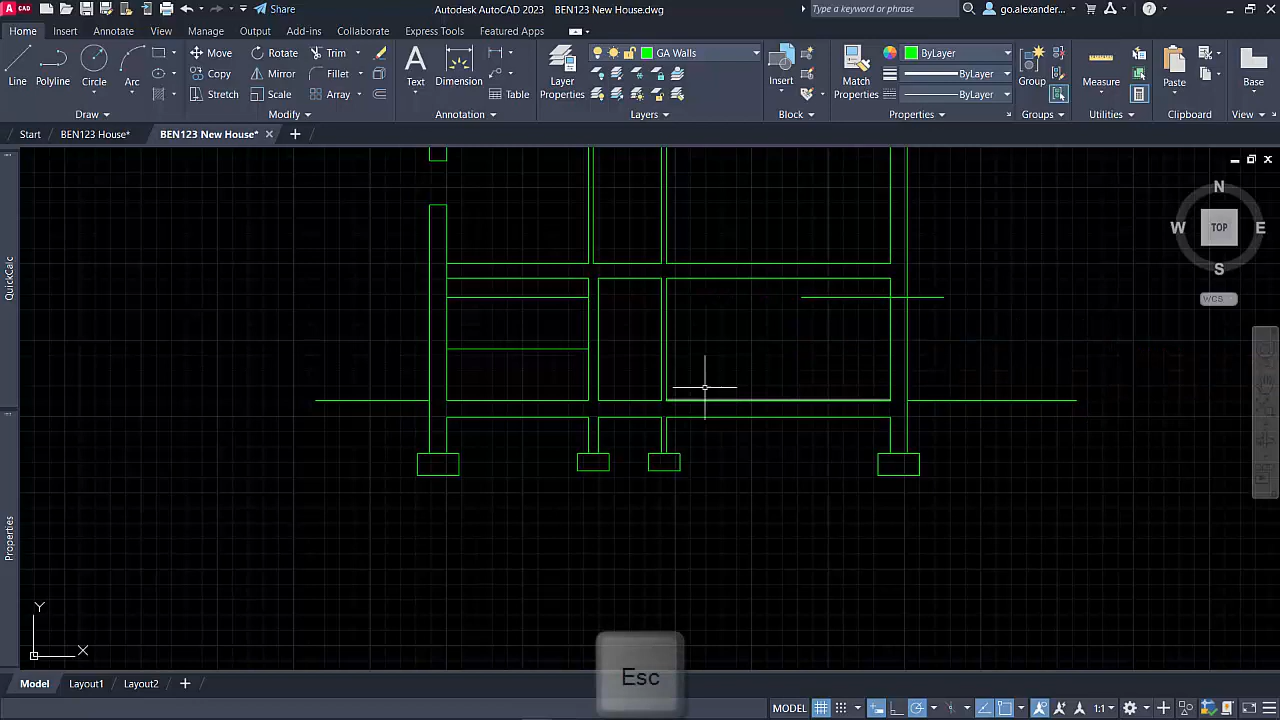 A CAD Share Autodesk AutoCAD 2023 BEN123 New House.dwg Type a keyword or phrase go.alexander... ?
Home Insert Annotate View Manage Output Add-ins Collaborate Express Tools Featured Apps
Line Polyline Circle Arc Move Rotate Trim Text Dimension Layer Properties GA Walls Insert Match Properties ByLayer Group Measure Paste Base
Copy Mirror Fillet ByLayer
Stretch Scale Array Table ByLayer
Draw Modify Annotation Layers Block Properties Groups Utilities Clipboard View
Start BEN123 House* BEN123 New House*
N
W TOP E
S
WCS
QuickCalc
Properties
Y
X
Esc
Model Layout1 Layout2
MODEL 1:1